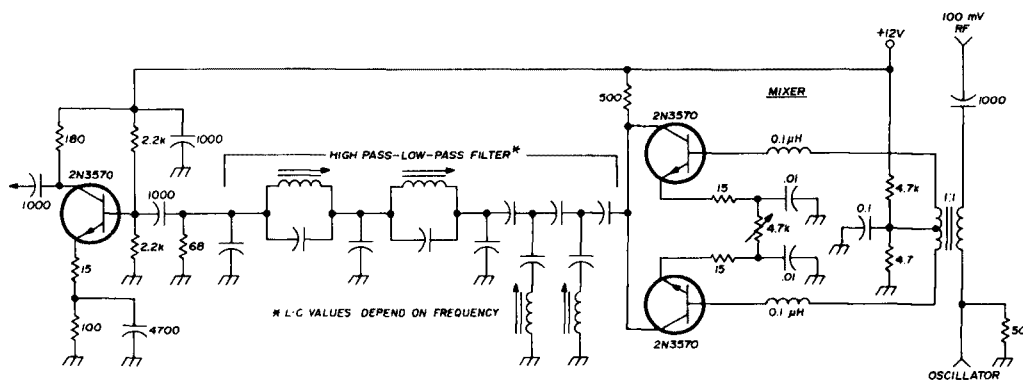 100 mV
RF
+12V
1000
MIXER
500
2N3570
0.1 µH
180
2.2k
1000
HIGH PASS-LOW-PASS FILTER*
2N3570
1000
1000
15
.01
4.7k
0.1
4.7k
1:1
2.2k
68
15
.01
4.7
15
100
4700
* L-C VALUES DEPEND ON FREQUENCY
0.1 µH
2N3570
50
OSCILLATOR